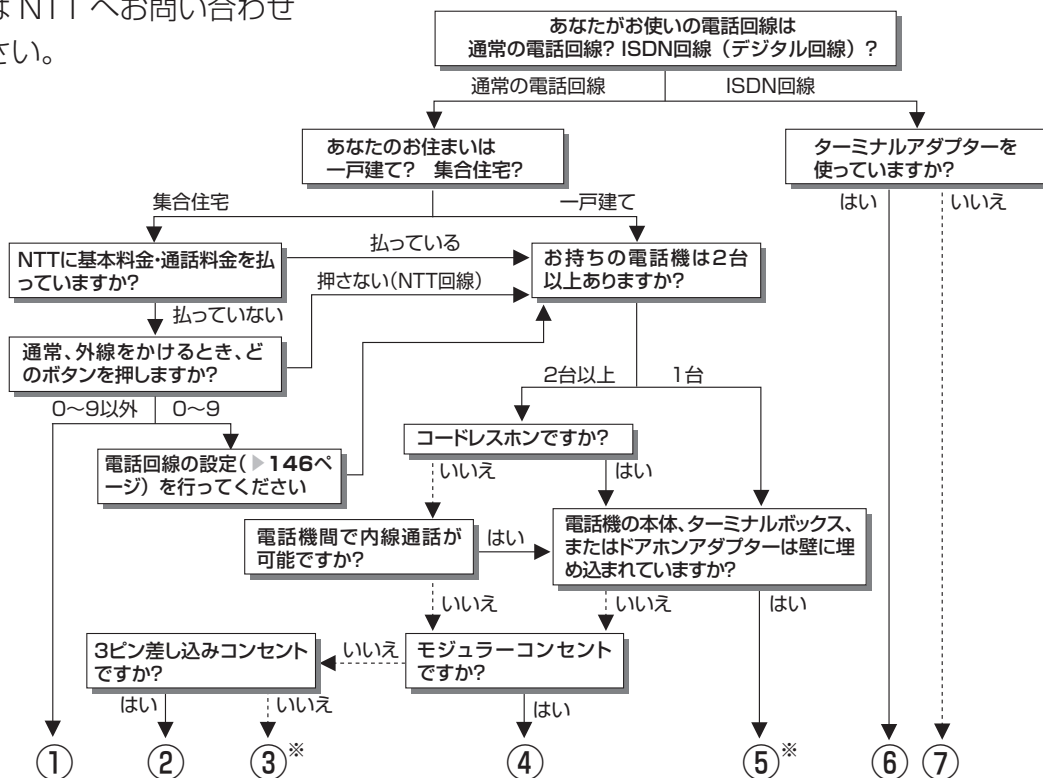 は NTT へお問い合わせ
さい。
あなたがお使いの電話回線は
通常の電話回線? ISDN回線（デジタル回線）?
通常の電話回線
ISDN回線
あなたのお住まいは
一戸建て?　集合住宅?
ターミナルアダプターを
使っていますか?
集合住宅
一戸建て
はい
いいえ
NTTに基本料金・通話料金を払
っていますか?
払っている
お持ちの電話機は2台
以上ありますか?
押さない(NTT回線)
払っていない
通常、外線をかけるとき、ど
のボタンを押しますか?
2台以上
1台
0〜9以外
0〜9
コードレスホンですか?
電話回線の設定( ▶146ペ
ージ）を行ってください
いいえ
はい
電話機間で内線通話が
可能ですか?
はい
電話機の本体、ターミナルボックス、
またはドアホンアダプターは壁に埋
め込まれていますか?
いいえ
いいえ
はい
3ピン差し込みコンセント
ですか?
いいえ
モジュラーコンセント
ですか?
はい
いいえ
はい
①
②
③※
④
⑤※
⑥
⑦